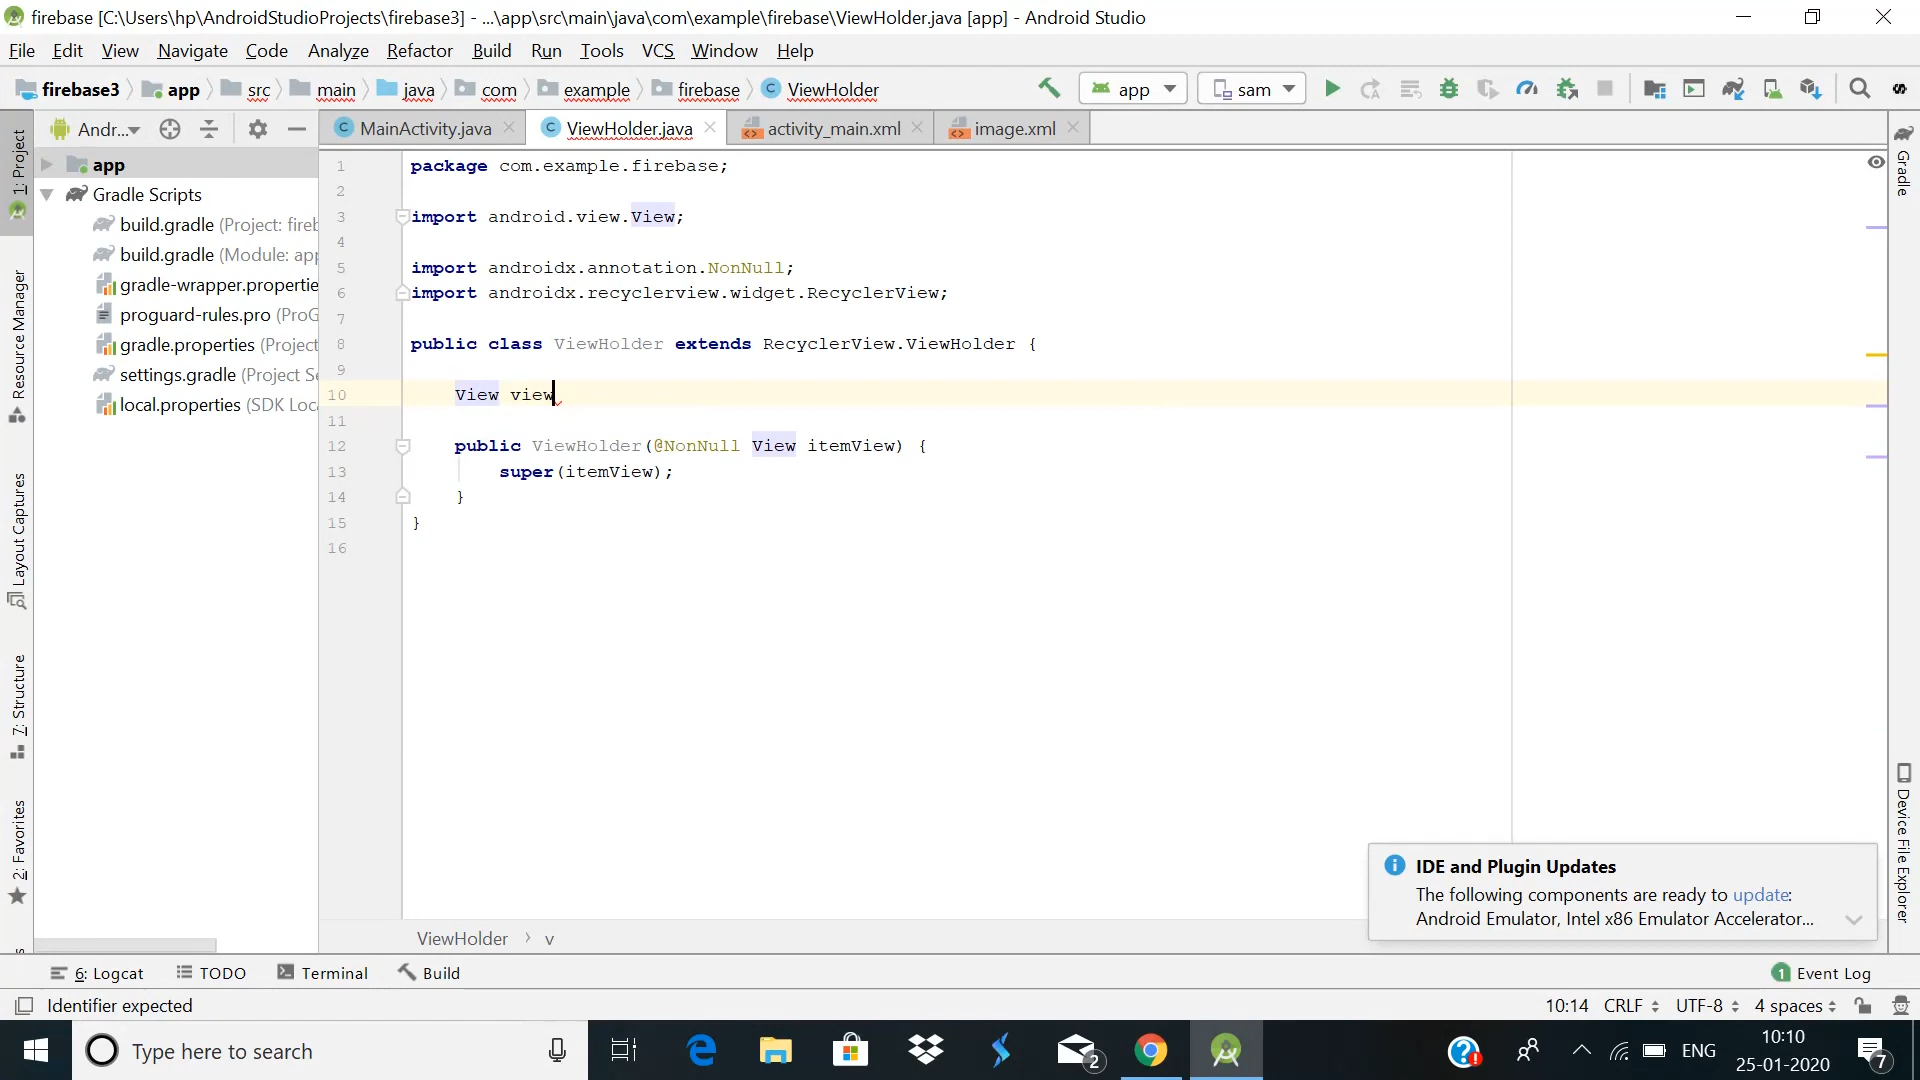 firebase [C:\Users\hp\AndroidStudioProjects\firebase3] - ...\app\src\main\java\com\example\firebase\ViewHolder.java [app] - Android Studio
File Edit View Navigate Code Analyze Refactor Build Run Tools VCS Window Help
firebase3 app src main java com example firebase ViewHolder app sam
1: Project
Resource Manager
Layout Captures
7: Structure
2: Favorites
Andr...
app
Gradle Scripts
build.gradle (Project: fireb
build.gradle (Module: app
gradle-wrapper.propertie
proguard-rules.pro (ProG
gradle.properties (Project
settings.gradle (Project Se
local.properties (SDK Loca
MainActivity.java ViewHolder.java activity_main.xml image.xml
1 package com.example.firebase;
2
3 import android.view.View;
4
5 import androidx.annotation.NonNull;
6 import androidx.recyclerview.widget.RecyclerView;
7
8 public class ViewHolder extends RecyclerView.ViewHolder {
9
10 View view
11
12 public ViewHolder(@NonNull View itemView) {
13 super(itemView);
14 }
15 }
16
ViewHolder › v
Gradle
Device File Explorer
IDE and Plugin Updates
The following components are ready to update:
Android Emulator, Intel x86 Emulator Accelerator...
6: Logcat TODO Terminal Build 1 Event Log
Identifier expected 10:14 CRLF UTF-8 4 spaces
Type here to search 2 ENG 10:10
25-01-2020 7